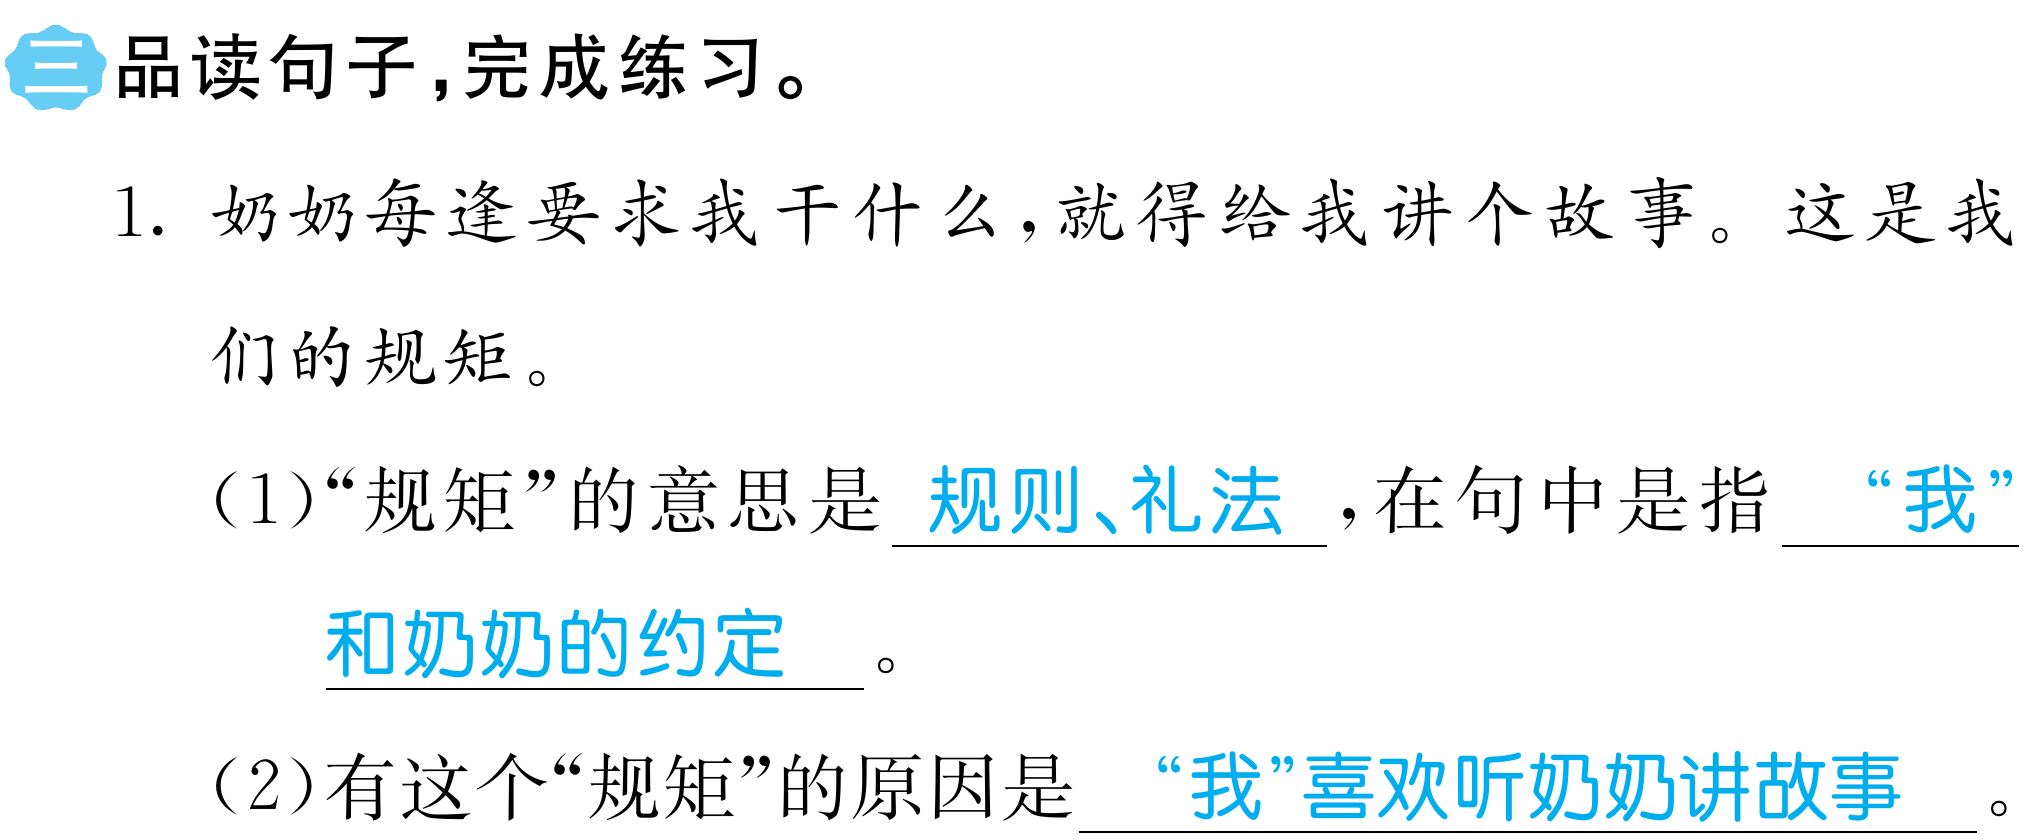 三 品读句子,完成练习。
1. 奶奶每逢要求我干什么,就得给我讲个故事。这是我
们的规矩。
(1)“规矩”的意思是 规则、礼法 ,在句中是指 “我”
和奶奶的约定 。
(2)有这个“规矩”的原因是 “我”喜欢听奶奶讲故事 。